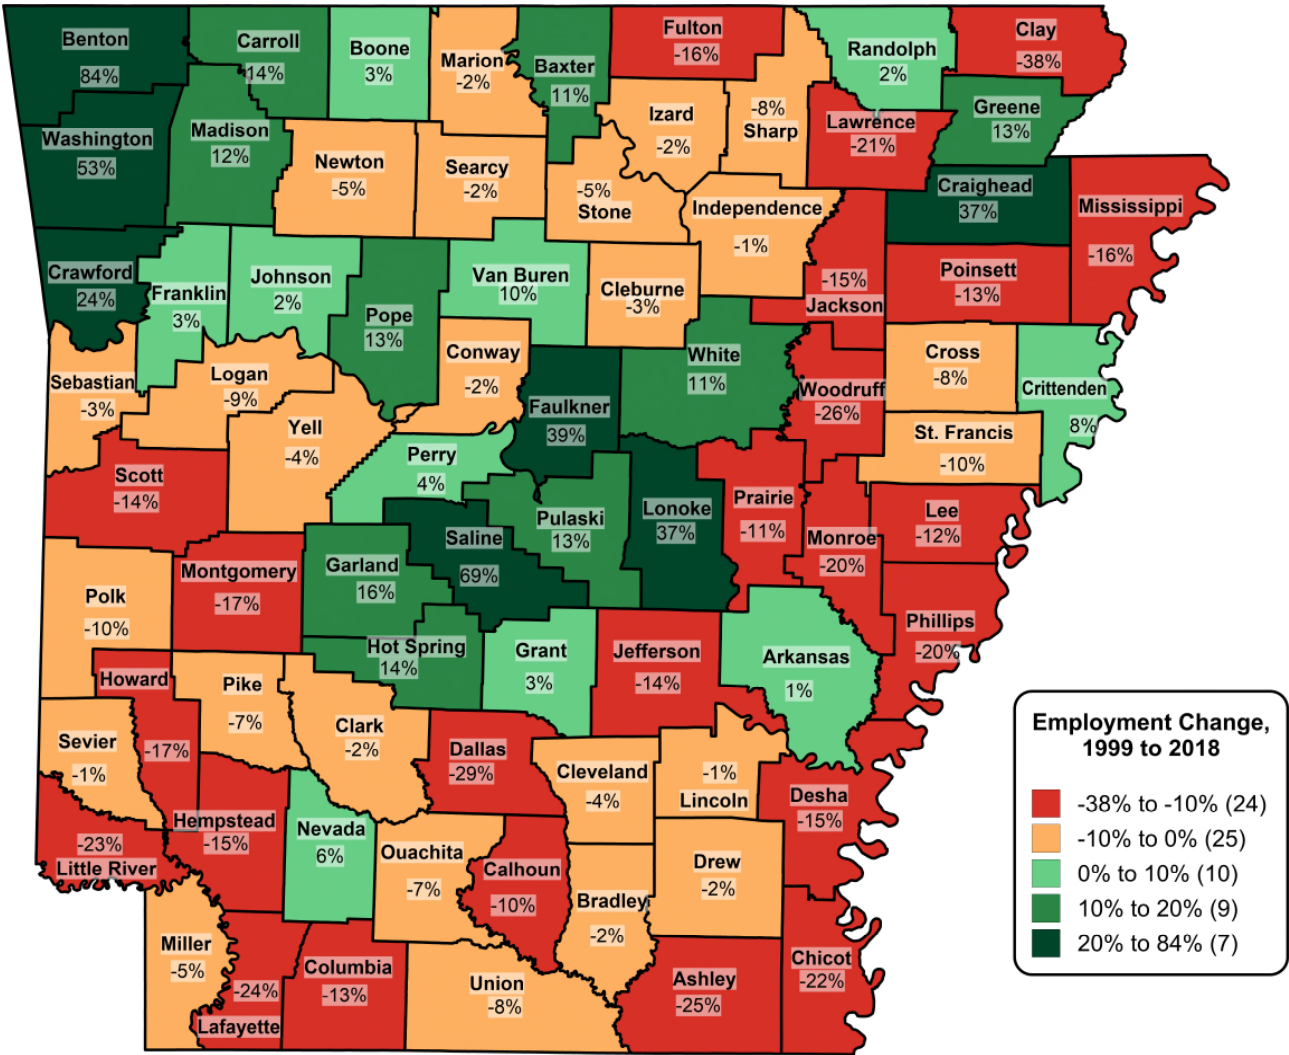 Benton
84%
Carroll
14%
Boone
3%
Marion
-2%
Baxter
11%
Fulton
-16%
Randolph
2%
Clay
-38%
Washington
53%
Madison
12%
Newton
-5%
Searcy
-2%
-5%
Stone
Izard
-2%
-8%
Sharp
Lawrence
-21%
Greene
13%
Craighead
37%
Mississippi
-16%
Independence
-1%
Crawford
24%
Franklin
3%
Johnson
2%
Pope
13%
Van Buren
10%
Cleburne
-3%
-15%
Jackson
Poinsett
-13%
Sebastian
-3%
Logan
-9%
Conway
-2%
White
11%
Woodruff
-26%
Cross
-8%
Crittenden
8%
Yell
-4%
Faulkner
39%
St. Francis
-10%
Scott
-14%
Perry
4%
Saline
69%
Pulaski
13%
Lonoke
37%
Prairie
-11%
Monroe
-20%
Lee
-12%
Polk
-10%
Montgomery
-17%
Garland
16%
Hot Spring
14%
Grant
3%
Jefferson
-14%
Arkansas
1%
Phillips
-20%
Howard
-17%
Pike
-7%
Clark
-2%
Sevier
-1%
Dallas
-29%
Cleveland
-4%
-1%
Lincoln
Desha
-15%
-23%
Little River
Hempstead
-15%
Nevada
6%
Ouachita
-7%
Calhoun
-10%
Bradley
-2%
Drew
-2%
Miller
-5%
-24%
Lafayette
Columbia
-13%
Union
-8%
Ashley
-25%
Chicot
-22%
Employment Change,
1999 to 2018
-38% to -10% (24)
-10% to 0% (25)
0% to 10% (10)
10% to 20% (9)
20% to 84% (7)